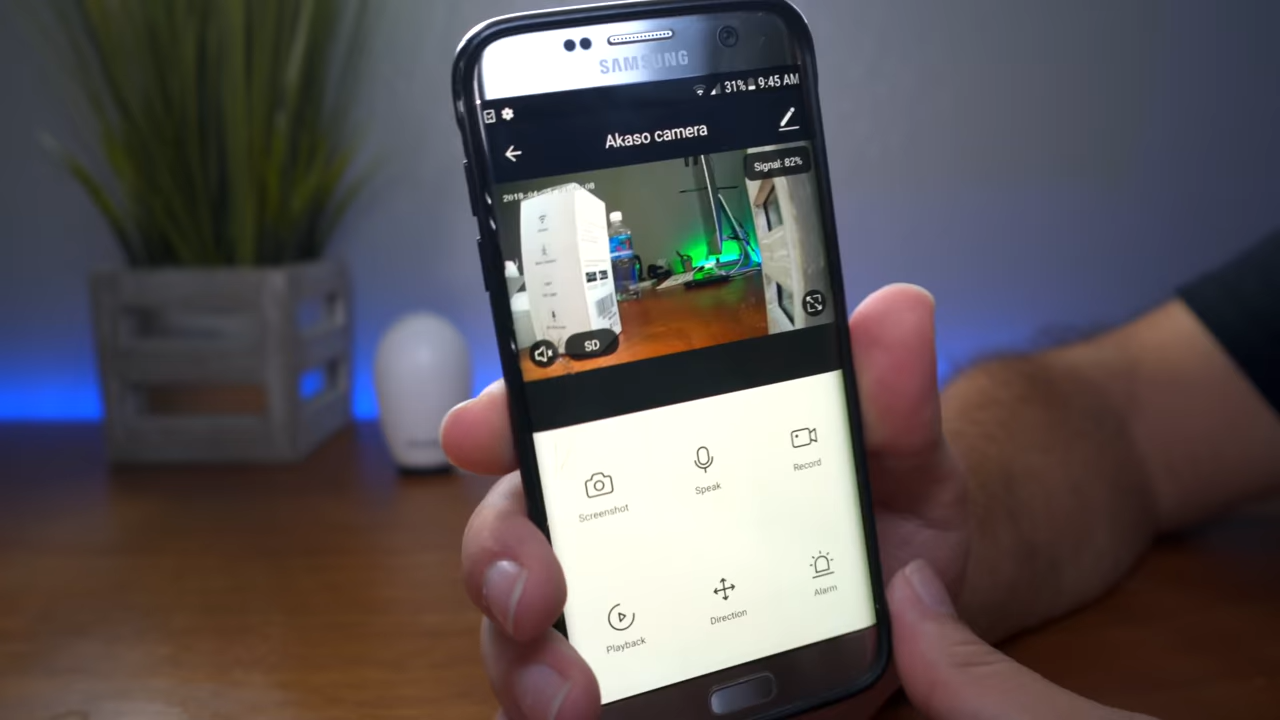 SAMSUNG
31% 9:45 AM
Akaso camera
Signal: 82%
SD
Screenshot
Speak
Record
Playback
Direction
Alarm